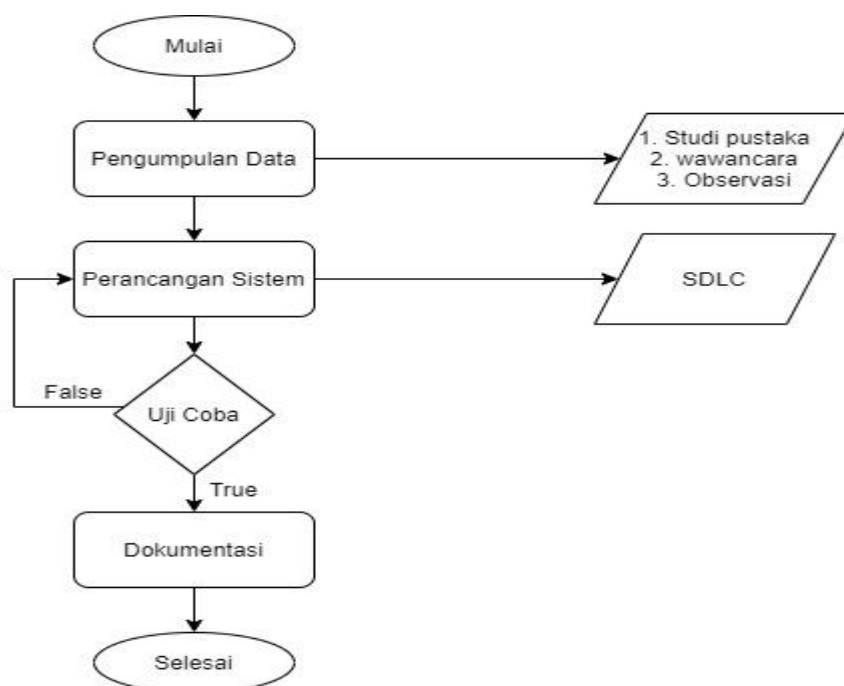 Mulai
Pengumpulan Data
1. Studi pustaka
2. wawancara
3. Observasi
Perancangan Sistem
SDLC
False
Uji Coba
True
Dokumentasi
Selesai